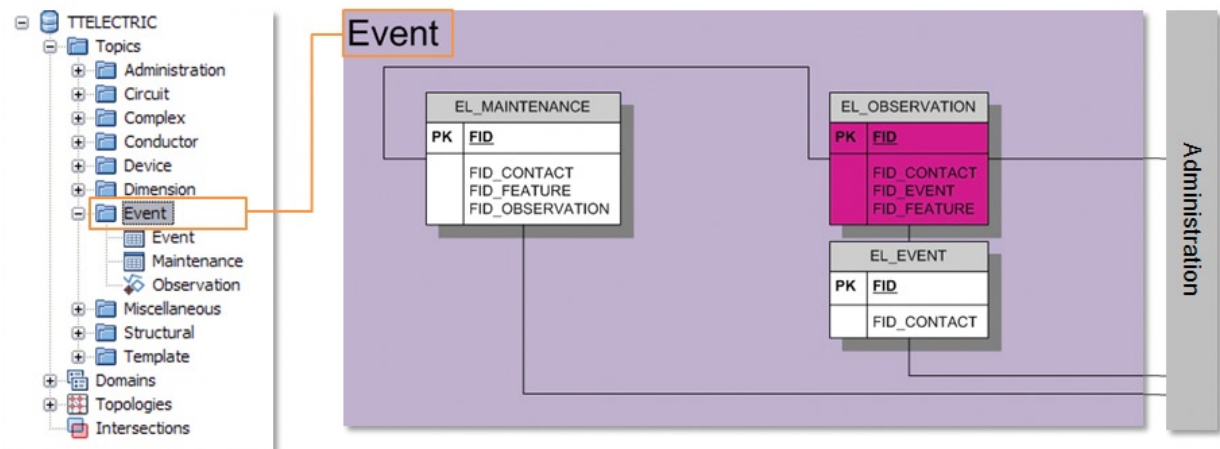 TTELECTRIC
Topics
Administration
Circuit
Complex
Conductor
Device
Dimension
Event
Event
Maintenance
Observation
Miscellaneous
Structural
Template
Domains
Topologies
Intersections
Event
EL_MAINTENANCE
PK FID
FID_CONTACT
FID_FEATURE
FID_OBSERVATION
EL_OBSERVATION
PK FID
FID_CONTACT
FID_EVENT
FID_FEATURE
EL_EVENT
PK FID
FID_CONTACT
Administration